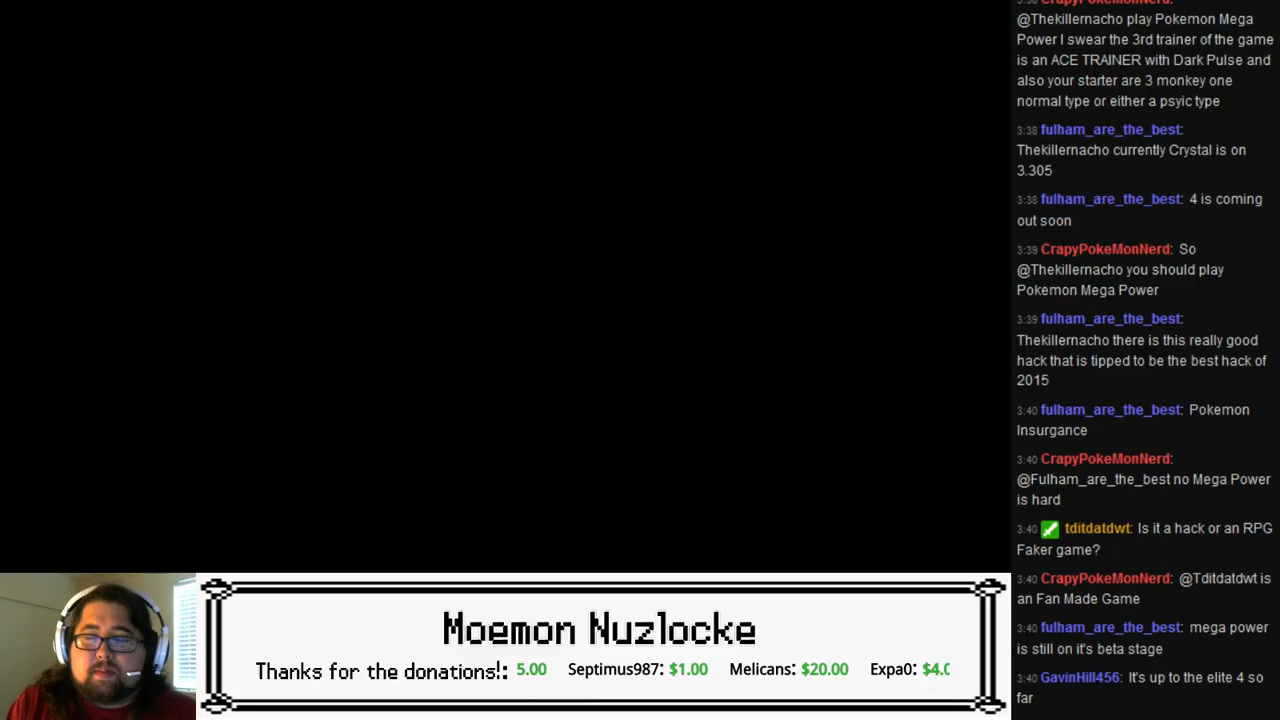 3:38 CrapyPokeMonNerd:
@Thekillernacho play Pokemon Mega
Power I swear the 3rd trainer of the game
is an ACE TRAINER with Dark Pulse and
also your starter are 3 monkey one
normal type or either a psyic type
3:38 fulham_are_the_best:
Thekillernacho currently Crystal is on
3.305
3:38 fulham_are_the_best: 4 is coming
out soon
3:39 CrapyPokeMonNerd: So
@Thekillernacho you should play
Pokemon Mega Power
3:39 fulham_are_the_best:
Thekillernacho there is this really good
hack that is tipped to be the best hack of
2015
3:40 fulham_are_the_best: Pokemon
Insurgance
3:40 CrapyPokeMonNerd:
@Fulham_are_the_best no Mega Power
is hard
3:40 tditdatdwt: Is it a hack or an RPG
Faker game?
3:40 CrapyPokeMonNerd: @Tditdatdwt is
an Fan Made Game
3:40 fulham_are_the_best: mega power
is still on it's beta stage
3:40 GavinHill456: It's up to the elite 4 so
far
Moemon Nuzlocke
Thanks for the donations!: 5.00 Septimus987: $1.00 Melicans: $20.00 Expa0: $4.0